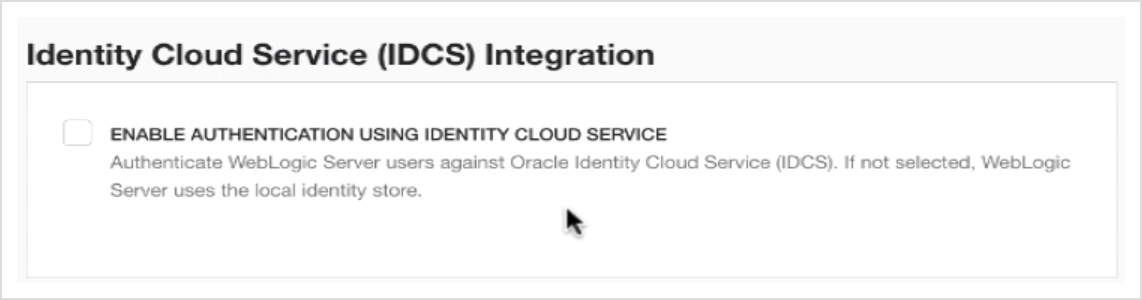 Identity Cloud Service (IDCS) Integration
ENABLE AUTHENTICATION USING IDENTITY CLOUD SERVICE
Authenticate WebLogic Server users against Oracle Identity Cloud Service (IDCS). If not selected, WebLogic
Server uses the local identity store.